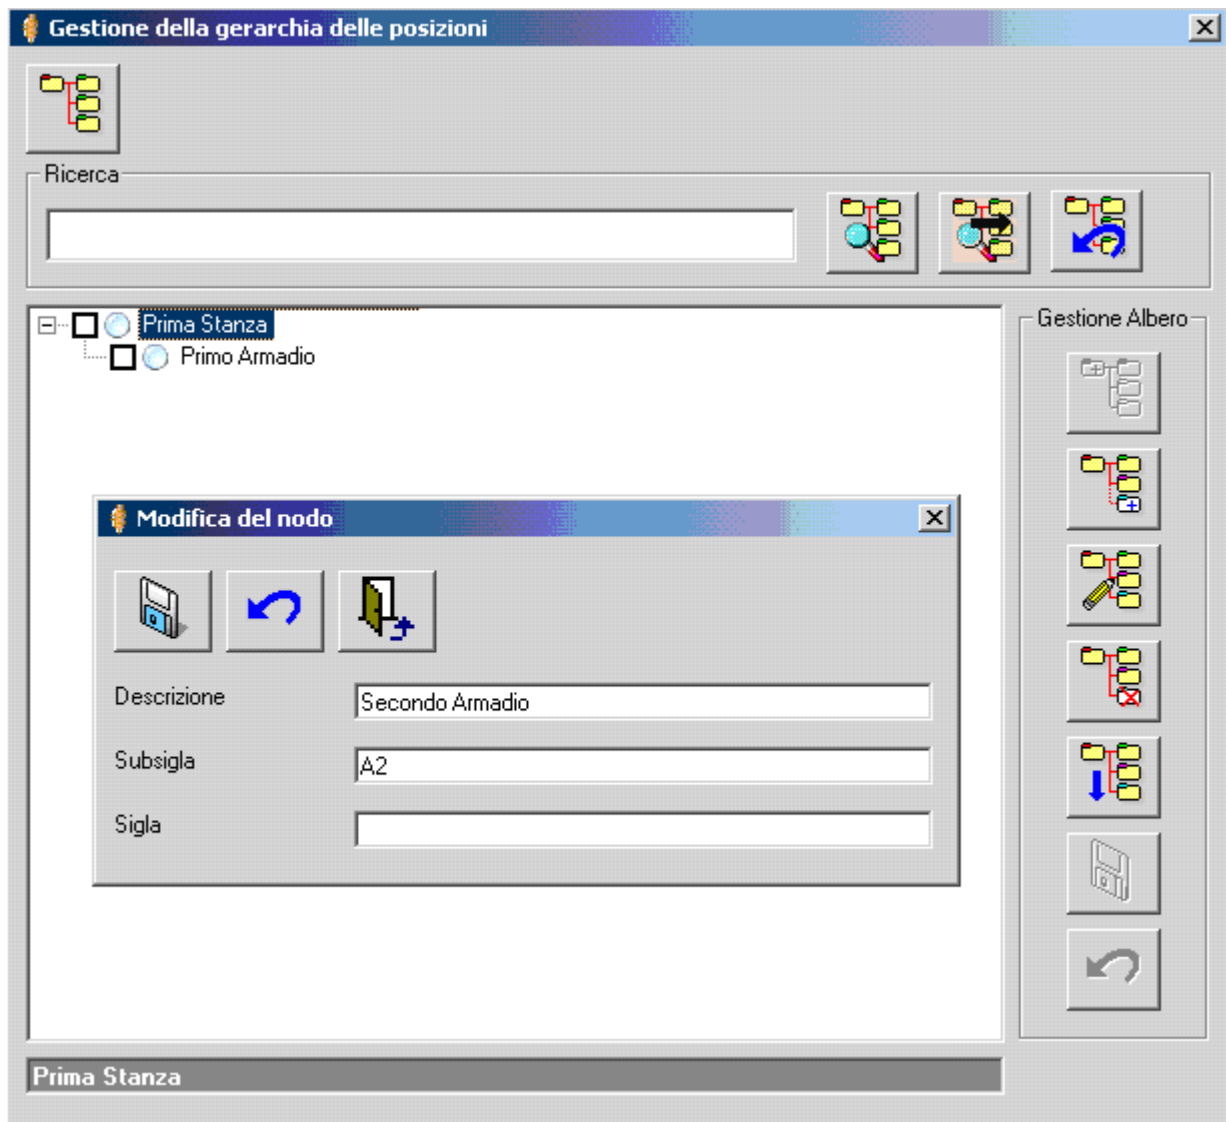 Gestione della gerarchia delle posizioni
Ricerca
Prima Stanza
Primo Armadio
Gestione Albero
Modifica del nodo
Descrizione
Secondo Armadio
Subsigla
A2
Sigla
Prima Stanza